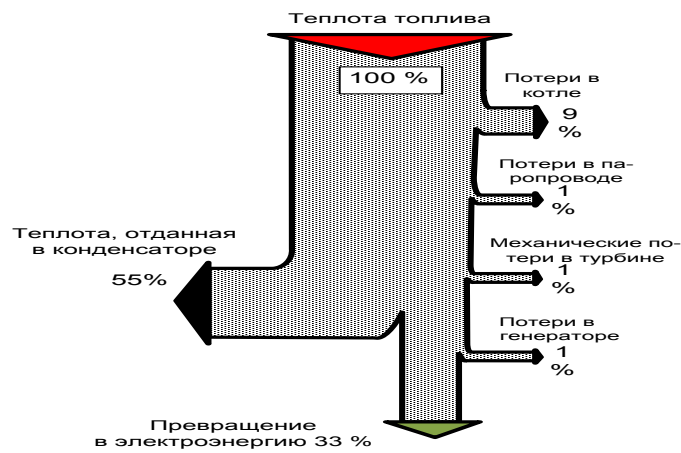 Теплота топлива
100 %
Потери в
котле
9
%
Потери в па-
ропроводе
1
%
Теплота, отданная
в конденсаторе
55%
Механические по-
тери в турбине
1
%
Потери в
генераторе
1
%
Превращение
в электроэнергию 33 %